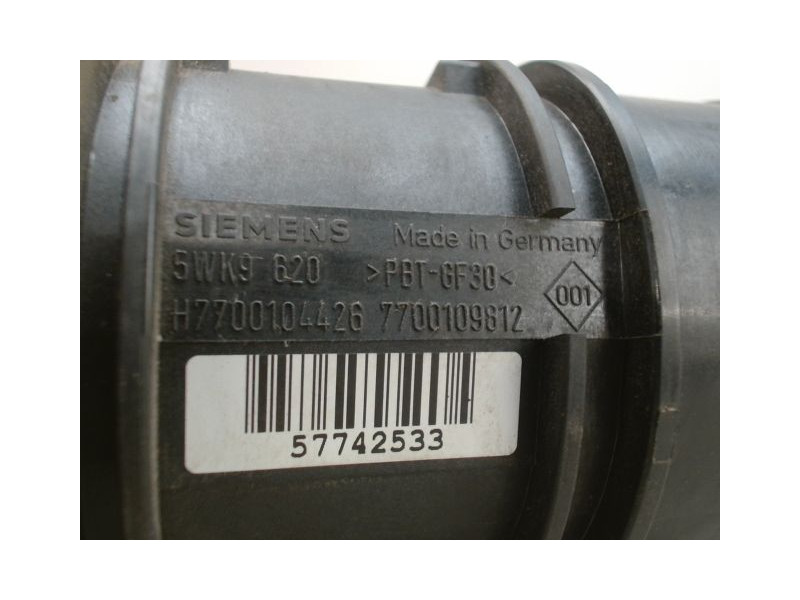 SIEMENS Made in Germany
5WK9 620 >PBT-GF30< 001
H7700104426 7700109812
57742533